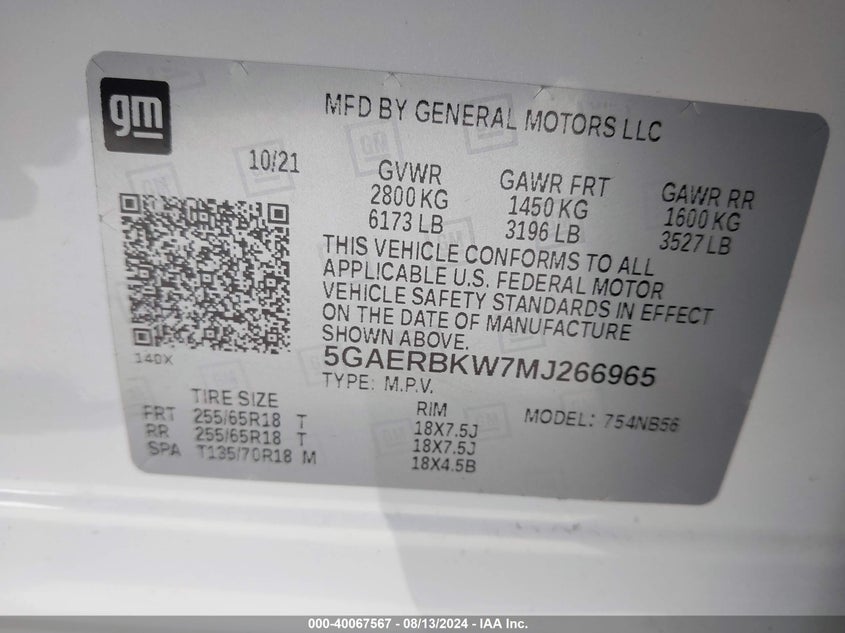 gm
MFD BY GENERAL MOTORS LLC
10/21
GVWR GAWR FRT GAWR RR
2800 KG 1450 KG 1600 KG
6173 LB 3196 LB 3527 LB
THIS VEHICLE CONFORMS TO ALL
APPLICABLE U.S. FEDERAL MOTOR
VEHICLE SAFETY STANDARDS IN EFFECT
ON THE DATE OF MANUFACTURE
SHOWN ABOVE.
140X
5GAERBKW7MJ266965
TYPE: M.P.V.
TIRE SIZE RIM MODEL: 754NB56
FRT 255/65R18 T 18X7.5J
RR 255/65R18 T 18X7.5J
SPA T135/70R18 M 18X4.5B
000-40067567 - 08/13/2024 - IAA Inc.